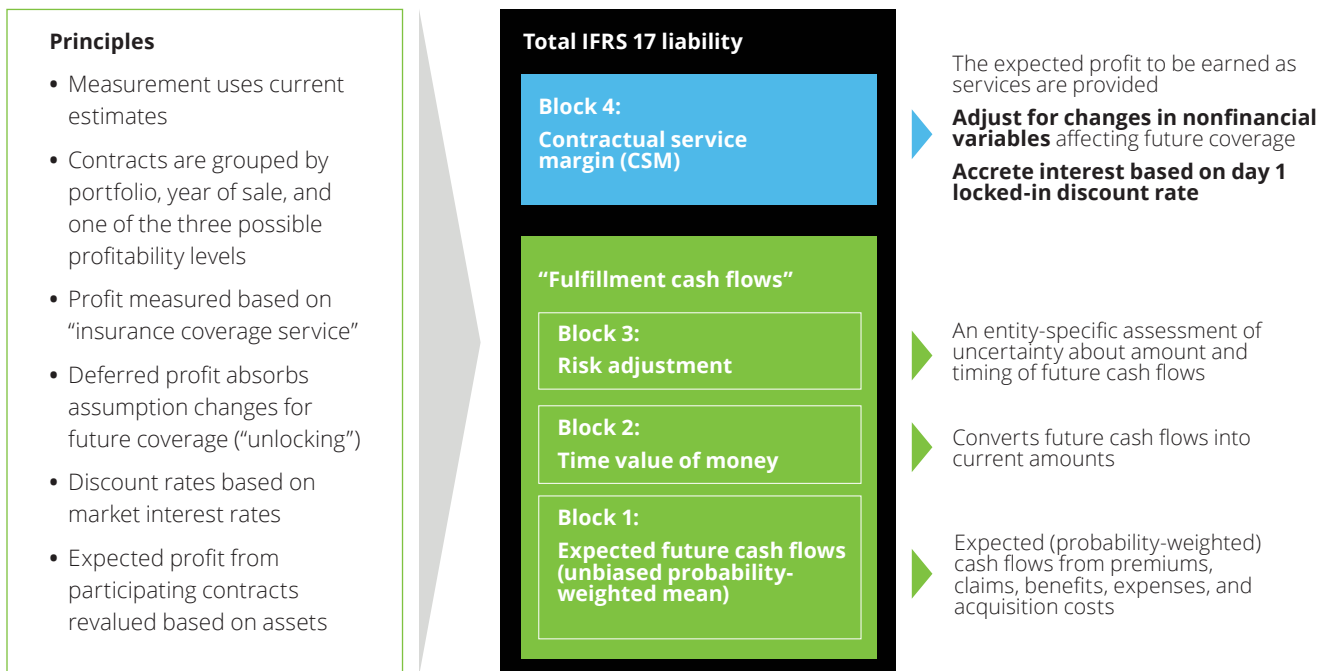 Principles
• Measurement uses current
estimates
• Contracts are grouped by
portfolio, year of sale, and
one of the three possible
profitability levels
• Profit measured based on
“insurance coverage service”
• Deferred profit absorbs
assumption changes for
future coverage (“unlocking”)
• Discount rates based on
market interest rates
• Expected profit from
participating contracts
revalued based on assets
Total IFRS 17 liability
Block 4:
Contractual service
margin (CSM)
“Fulfillment cash flows”
Block 3:
Risk adjustment
Block 2:
Time value of money
Block 1:
Expected future cash flows
(unbiased probability-
weighted mean)
The expected profit to be earned as
services are provided
Adjust for changes in nonfinancial
variables affecting future coverage
Accrete interest based on day 1
locked-in discount rate
An entity-specific assessment of
uncertainty about amount and
timing of future cash flows
Converts future cash flows into
current amounts
Expected (probability-weighted)
cash flows from premiums,
claims, benefits, expenses, and
acquisition costs